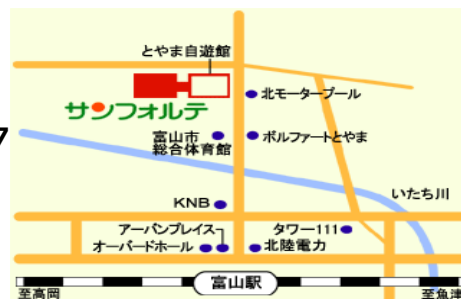 とやま自遊館
サンフォルテ
北モータープール
7
富山市
総合体育館
ボルファートとやま
いたち川
KNB
アーバンプレイス
タワー111
オーバードホール
北陸電力
富山駅
至高岡
至魚津